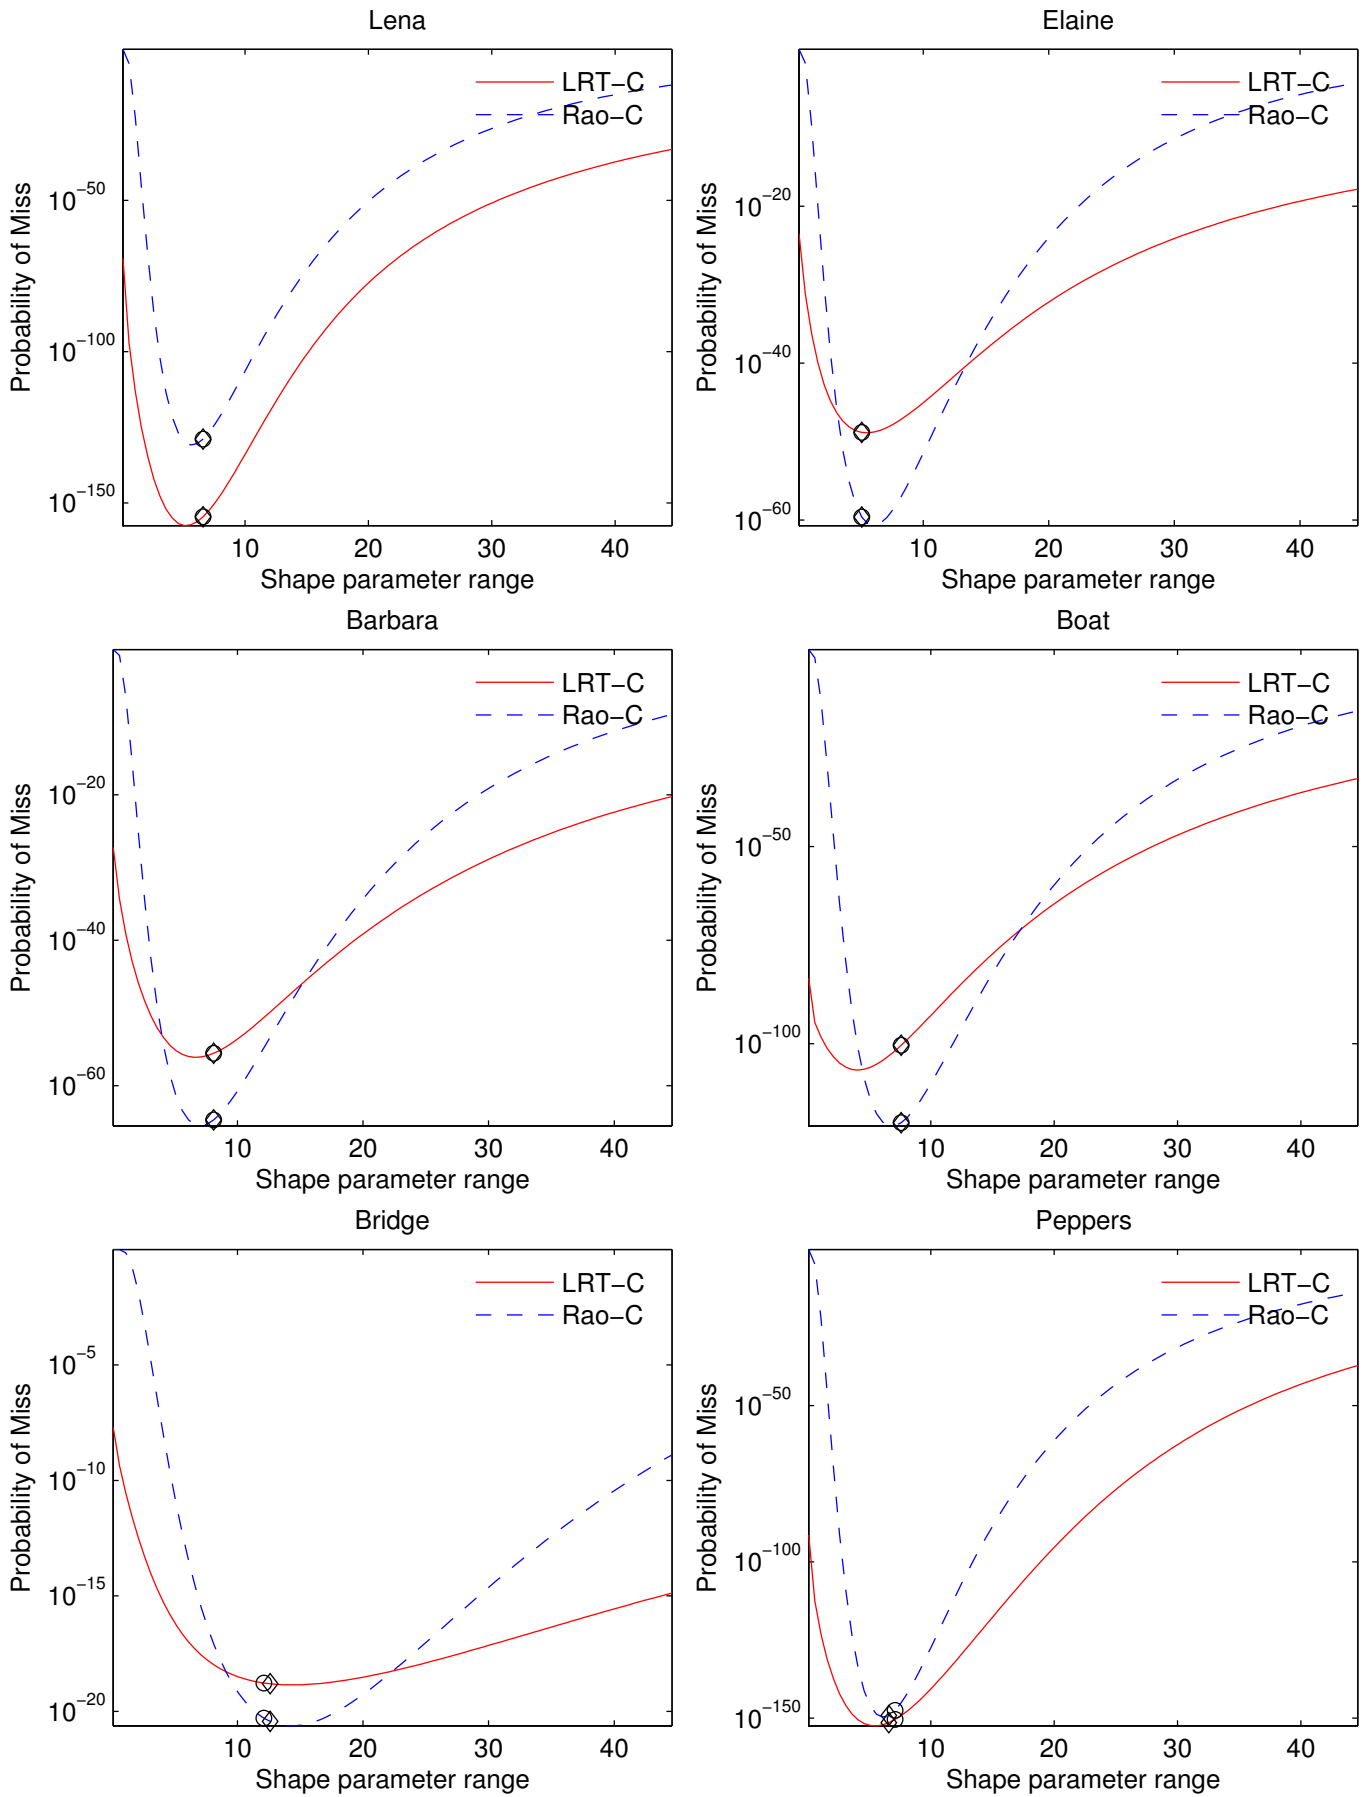 Lena
LRT−C
Rao−C
Probability of Miss
10^−50
10^−100
10^−150
10 20 30 40
Shape parameter range
Elaine
LRT−C
Rao−C
Probability of Miss
10^−20
10^−40
10^−60
10 20 30 40
Shape parameter range
Barbara
LRT−C
Rao−C
Probability of Miss
10^−20
10^−40
10^−60
10 20 30 40
Shape parameter range
Boat
LRT−C
Rao−C
Probability of Miss
10^−50
10^−100
10 20 30 40
Shape parameter range
Bridge
LRT−C
Rao−C
Probability of Miss
10^−5
10^−10
10^−15
10^−20
10 20 30 40
Shape parameter range
Peppers
LRT−C
Rao−C
Probability of Miss
10^−50
10^−100
10^−150
10 20 30 40
Shape parameter range